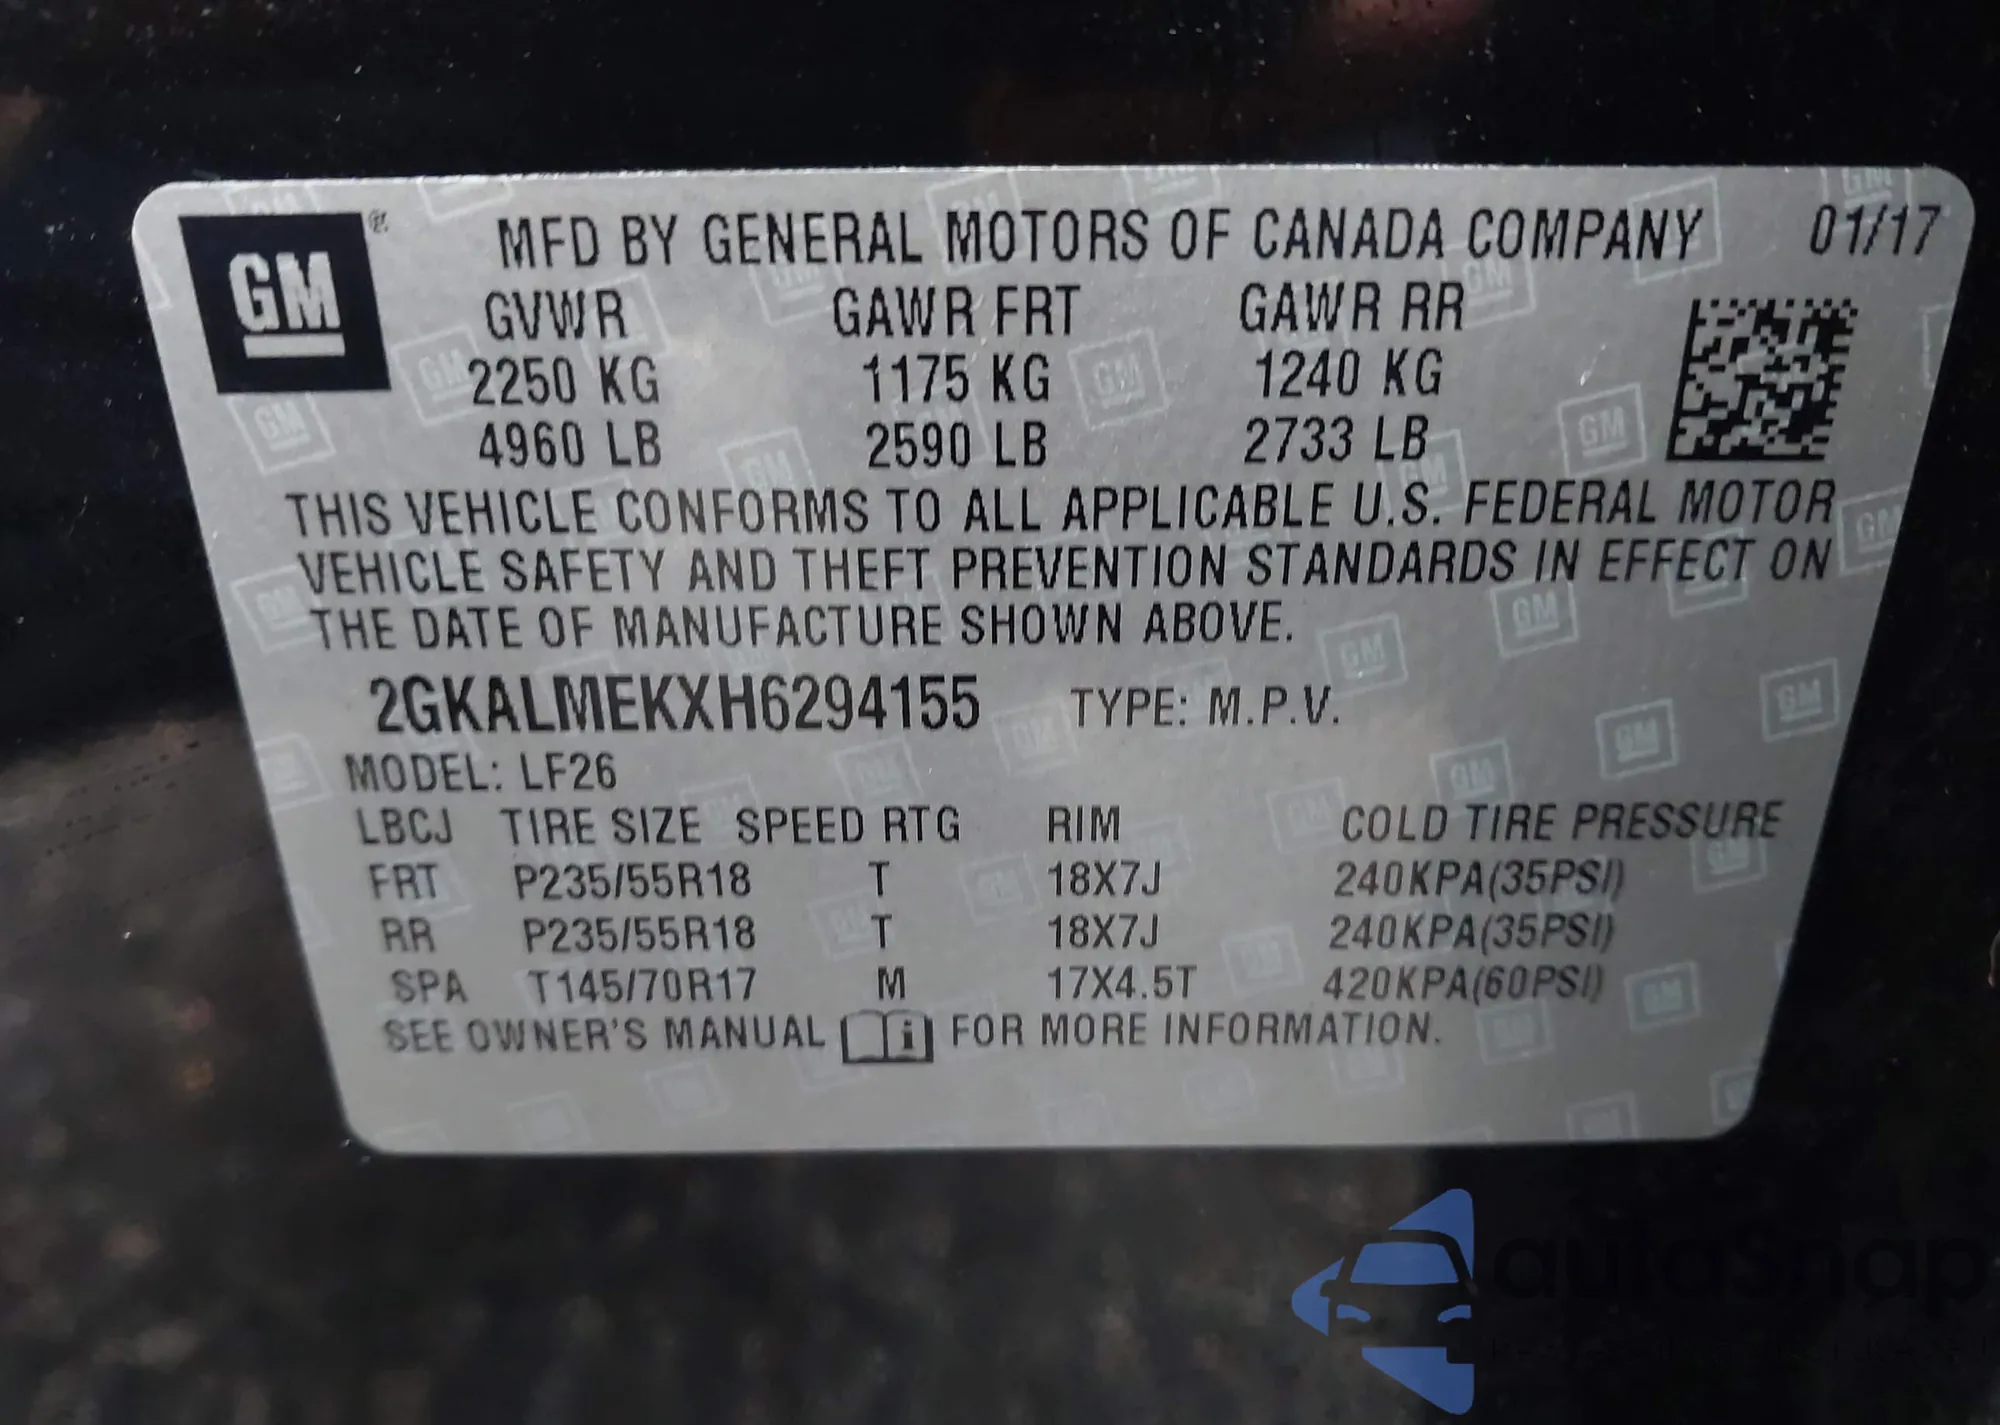 GM ® MFD BY GENERAL MOTORS OF CANADA COMPANY 01/17
GVWR GAWR FRT GAWR RR
2250 KG 1175 KG 1240 KG
4960 LB 2590 LB 2733 LB
THIS VEHICLE CONFORMS TO ALL APPLICABLE U.S. FEDERAL MOTOR
VEHICLE SAFETY AND THEFT PREVENTION STANDARDS IN EFFECT ON
THE DATE OF MANUFACTURE SHOWN ABOVE.
2GKALMEKXH6294155 TYPE: M.P.V.
MODEL: LF26
LBCJ TIRE SIZE SPEED RTG RIM COLD TIRE PRESSURE
FRT P235/55R18 T 18X7J 240KPA(35PSI)
RR P235/55R18 T 18X7J 240KPA(35PSI)
SPA T145/70R17 M 17X4.5T 420KPA(60PSI)
SEE OWNER'S MANUAL i FOR MORE INFORMATION.
autosnap